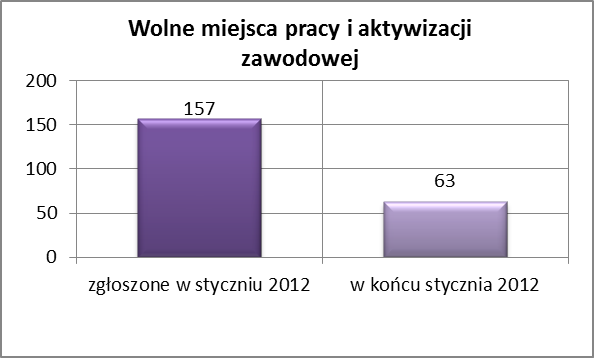 Wolne miejsca pracy i aktywizacji
zawodowej
200
150
100
50
0
157
63
zgłoszone w styczniu 2012
w końcu stycznia 2012